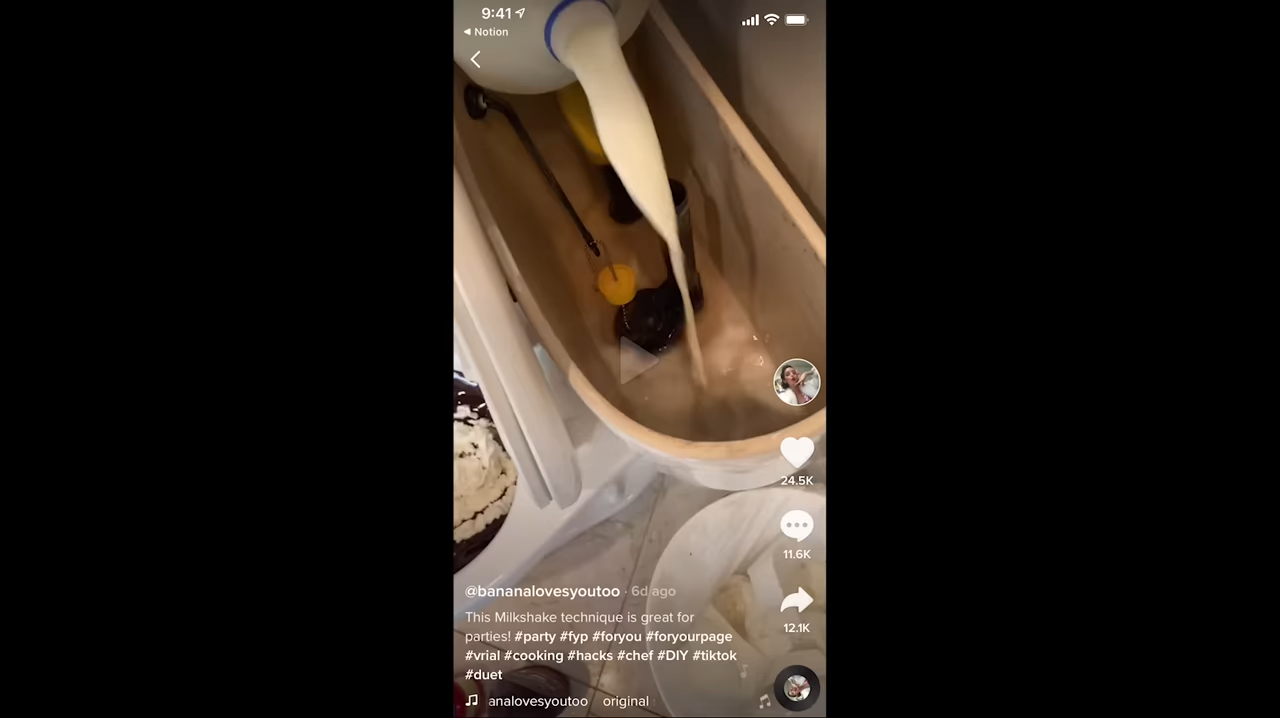 9:41
◀ Notion
24.5K
11.6K
12.1K
@bananalovesyoutoo · 6d ago
This Milkshake technique is great for
parties! #party #fyp #foryou #foryourpage
#vrial #cooking #hacks #chef #DIY #tiktok
#duet
analovesyoutoo original